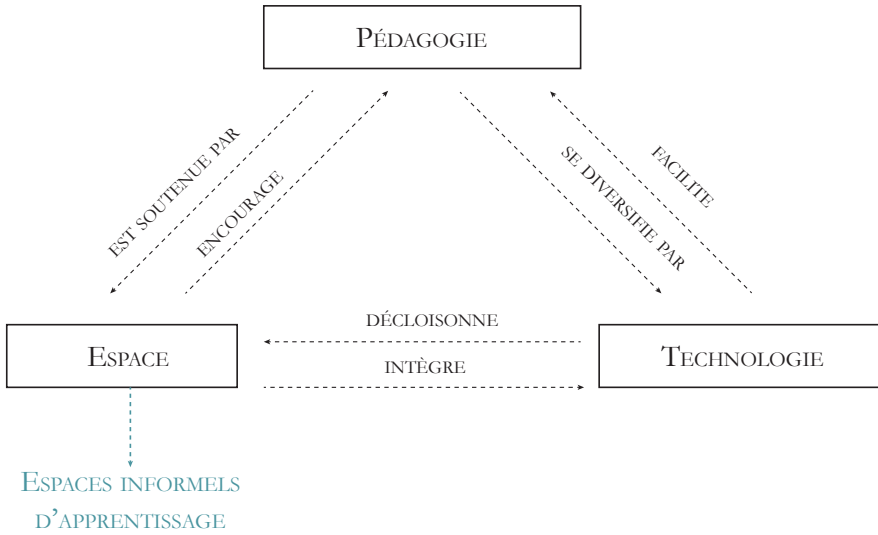 PÉDAGOGIE
EST SOUTENUE PAR
ENCOURAGE
SE DIVERSIFIE PAR
FACILITE
DÉCLOISONNE
ESPACE
INTÈGRE
TECHNOLOGIE
ESPACES INFORMELS
D'APPRENTISSAGE